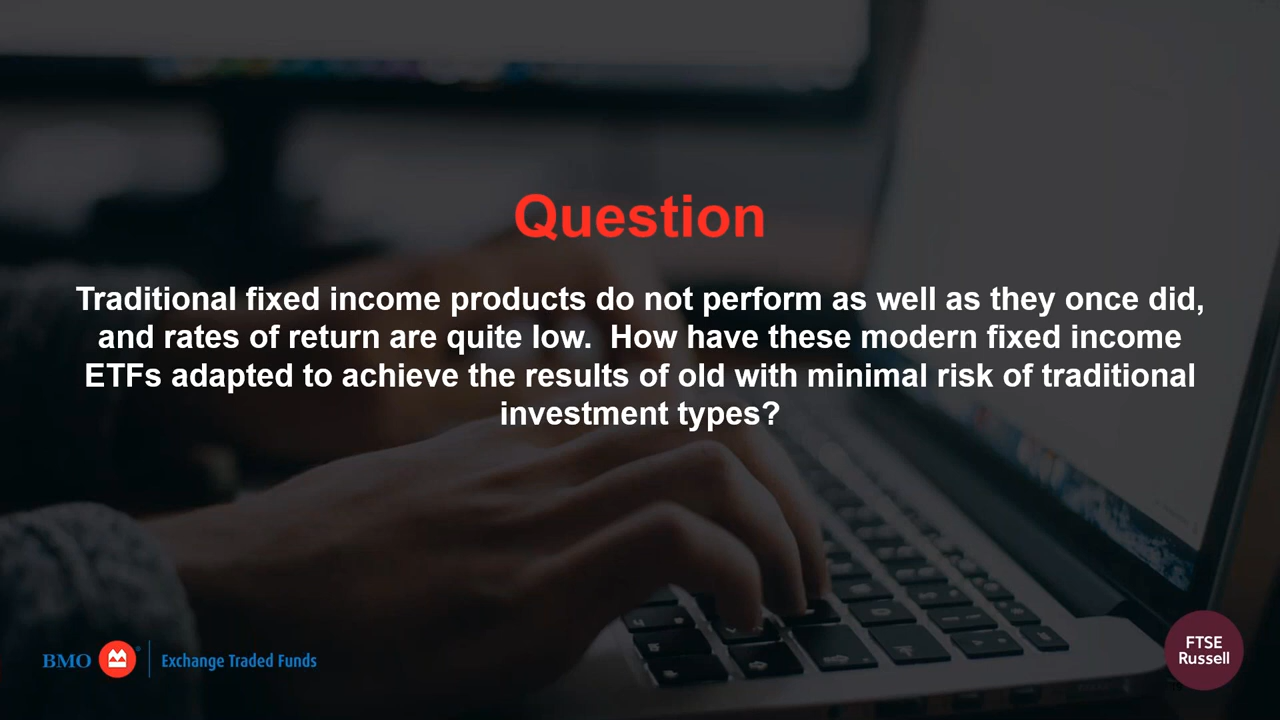 Question
Traditional fixed income products do not perform as well as they once did,
and rates of return are quite low.  How have these modern fixed income
ETFs adapted to achieve the results of old with minimal risk of traditional
investment types?
BMO Exchange Traded Funds
FTSE
Russell